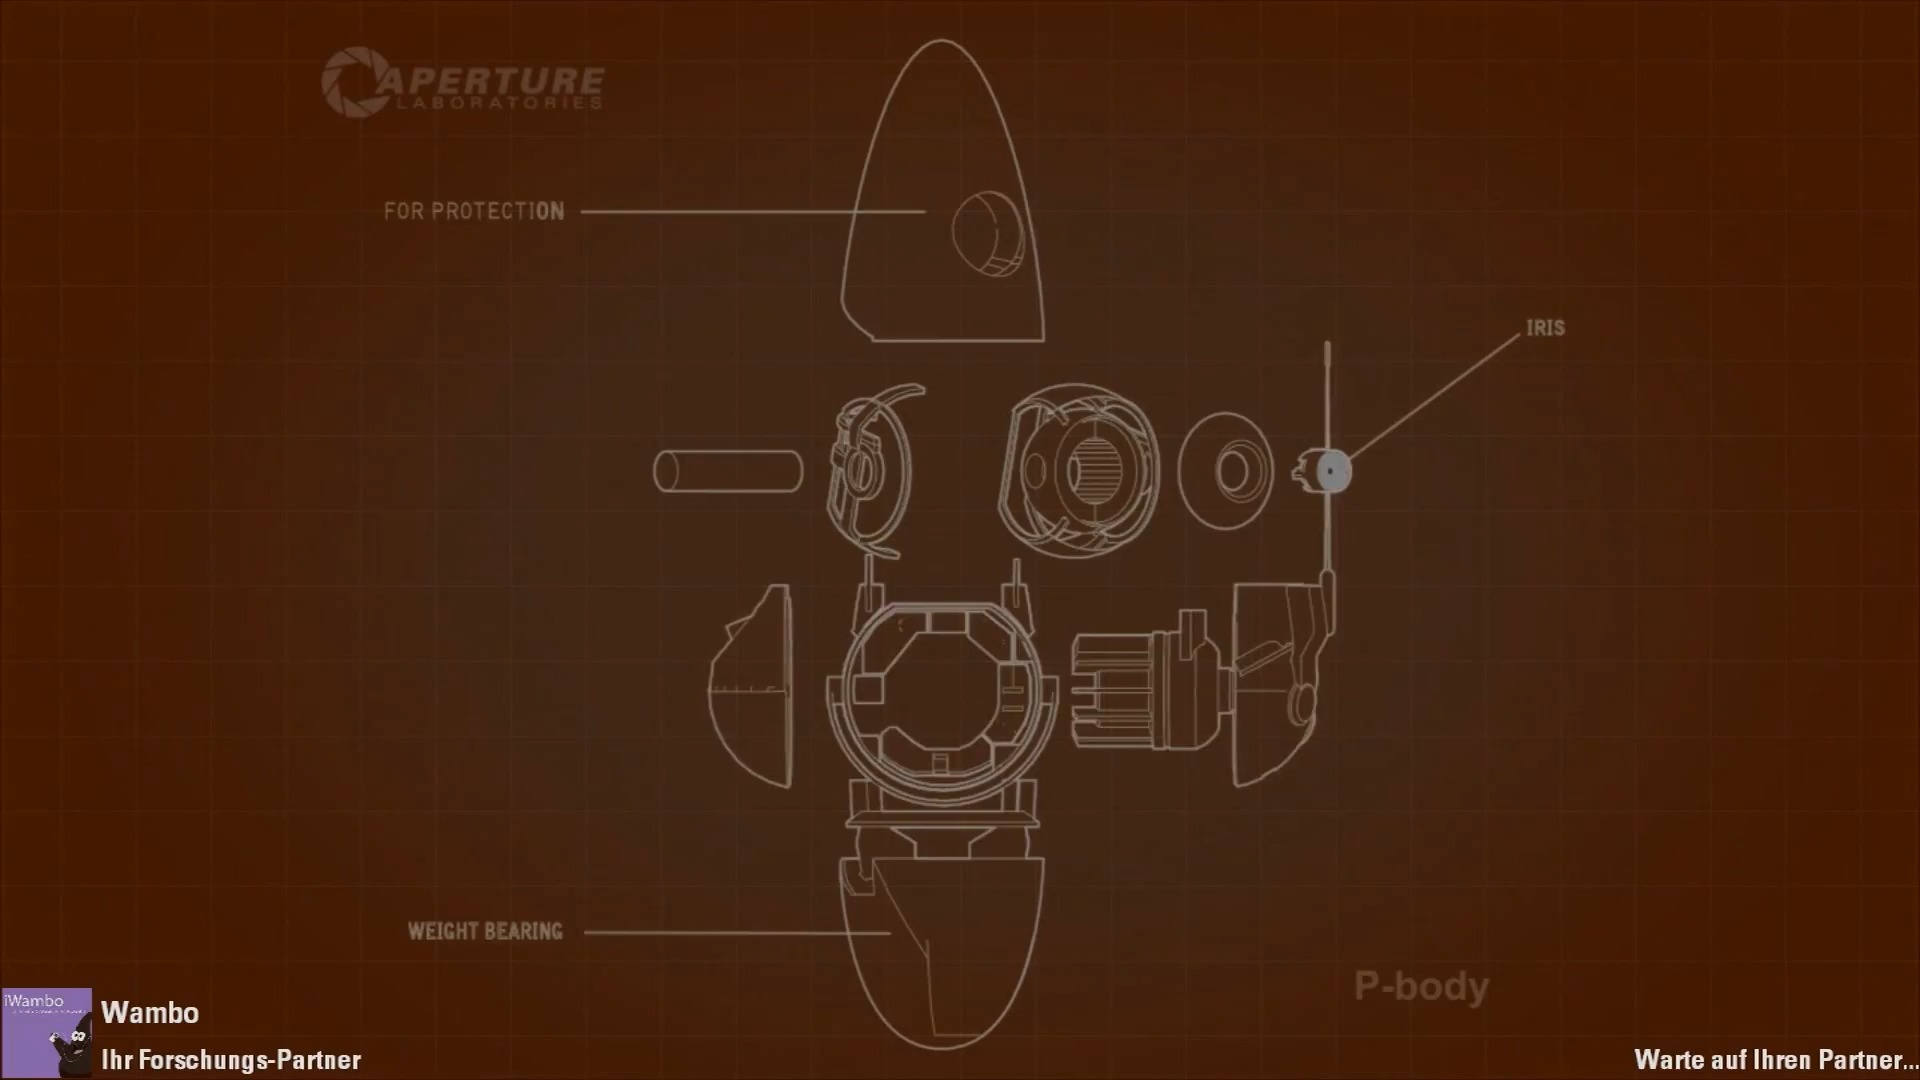 APERTURE
LABORATORIES
FOR PROTECTION
IRIS
WEIGHT BEARING
P-body
iWambo
Wambo
Ihr Forschungs-Partner
Warte auf Ihren Partner...